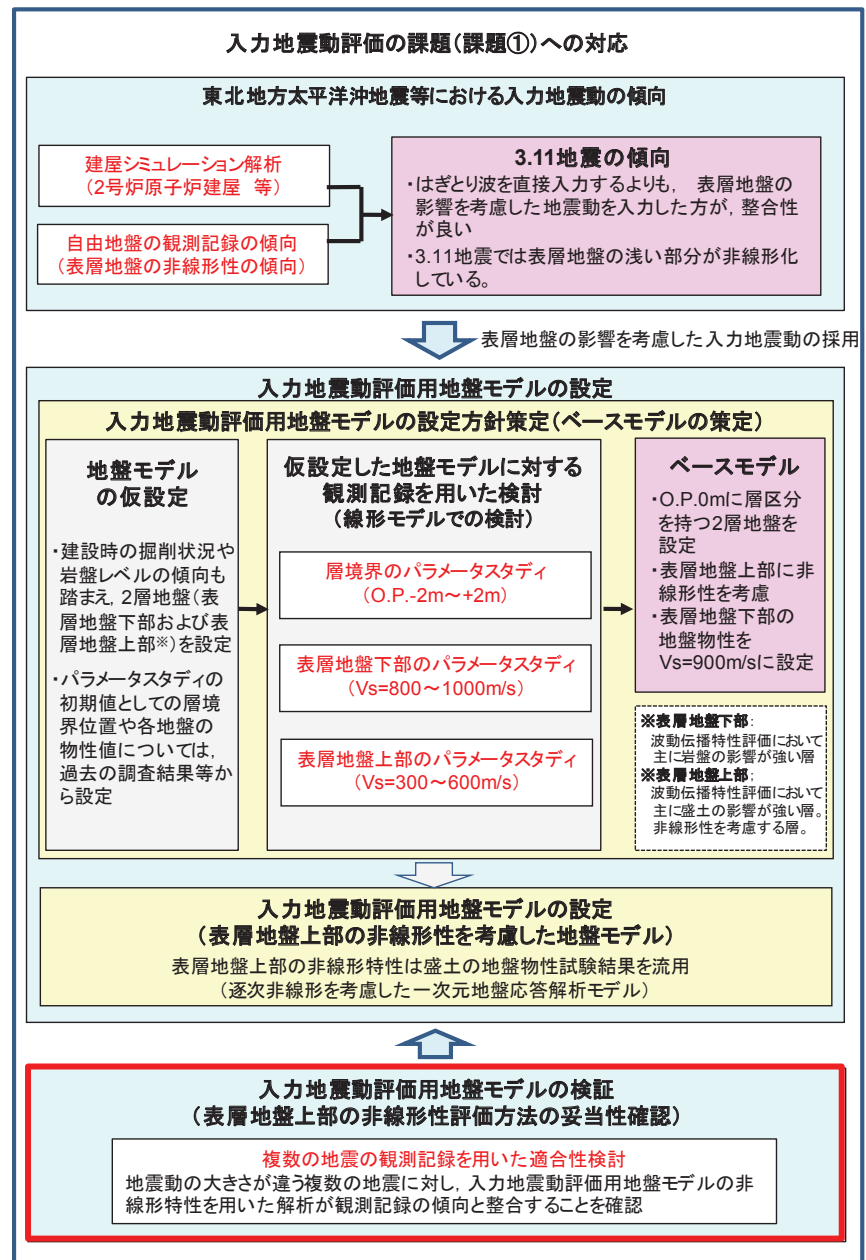 入力地震動評価の課題(課題①)への対応
東北地方太平洋沖地震等における入力地震動の傾向
建屋シミュレーション解析
(2号炉原子炉建屋 等)
自由地盤の観測記録の傾向
(表層地盤の非線形性の傾向)
3.11地震の傾向
・はぎとり波を直接入力するよりも, 表層地盤の
影響を考慮した地震動を入力した方が, 整合性
が良い
・3.11地震では表層地盤の浅い部分が非線形化
している。
表層地盤の影響を考慮した入力地震動の採用
入力地震動評価用地盤モデルの設定
入力地震動評価用地盤モデルの設定方針策定(ベースモデルの策定)
地盤モデル
の仮設定
・建設時の掘削状況や
岩盤レベルの傾向も
踏まえ, 2層地盤(表
層地盤下部および表
層地盤上部※)を設定
・パラメータスタディの
初期値としての層境
界位置や各地盤の
物性値については,
過去の調査結果等か
ら設定
仮設定した地盤モデルに対する
観測記録を用いた検討
(線形モデルでの検討)
層境界のパラメータスタディ
(O.P.-2m～+2m)
表層地盤下部のパラメータスタディ
(Vs=800～1000m/s)
表層地盤上部のパラメータスタディ
(Vs=300～600m/s)
ベースモデル
・O.P.0mに層区分
を持つ2層地盤を
設定
・表層地盤上部に非
線形性を考慮
・表層地盤下部の
地盤物性を
Vs=900m/sに設定
※表層地盤下部:
波動伝播特性評価において
主に岩盤の影響が強い層
※表層地盤上部:
波動伝播特性評価において
主に盛土の影響が強い層。
非線形性を考慮する層。
入力地震動評価用地盤モデルの設定
(表層地盤上部の非線形性を考慮した地盤モデル)
表層地盤上部の非線形特性は盛土の地盤物性試験結果を流用
(逐次非線形を考慮した一次元地盤応答解析モデル)
入力地震動評価用地盤モデルの検証
(表層地盤上部の非線形性評価方法の妥当性確認)
複数の地震の観測記録を用いた適合性検討
地震動の大きさが違う複数の地震に対し, 入力地震動評価用地盤モデルの非
線形特性を用いた解析が観測記録の傾向と整合することを確認